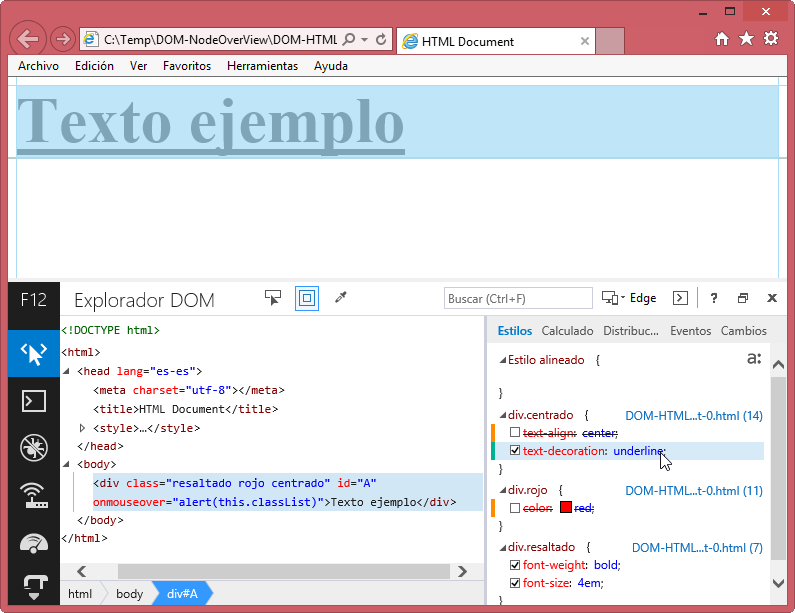 C:\Temp\DOM-NodeOverView\DOM-HTML
HTML Document
Archivo Edición Ver Favoritos Herramientas Ayuda
Texto ejemplo
F12 Explorador DOM
Buscar (Ctrl+F)
Edge
?
<!DOCTYPE html>
<html>
<head lang="es-es">
<meta charset="utf-8"></meta>
<title>HTML Document</title>
<style>…</style>
</head>
<body>
<div class="resaltado rojo centrado" id="A"
onmouseover="alert(this.classList)">Texto ejemplo</div>
</body>
</html>
html body div#A
Estilos Calculado Distribuc... Eventos Cambios
Estilo alineado {
a:
}
div.centrado { DOM-HTML...t-0.html (14)
text-align: center;
text-decoration: underline;
}
div.rojo { DOM-HTML...t-0.html (11)
color: red;
}
div.resaltado { DOM-HTML...t-0.html (7)
font-weight: bold;
font-size: 4em;
}